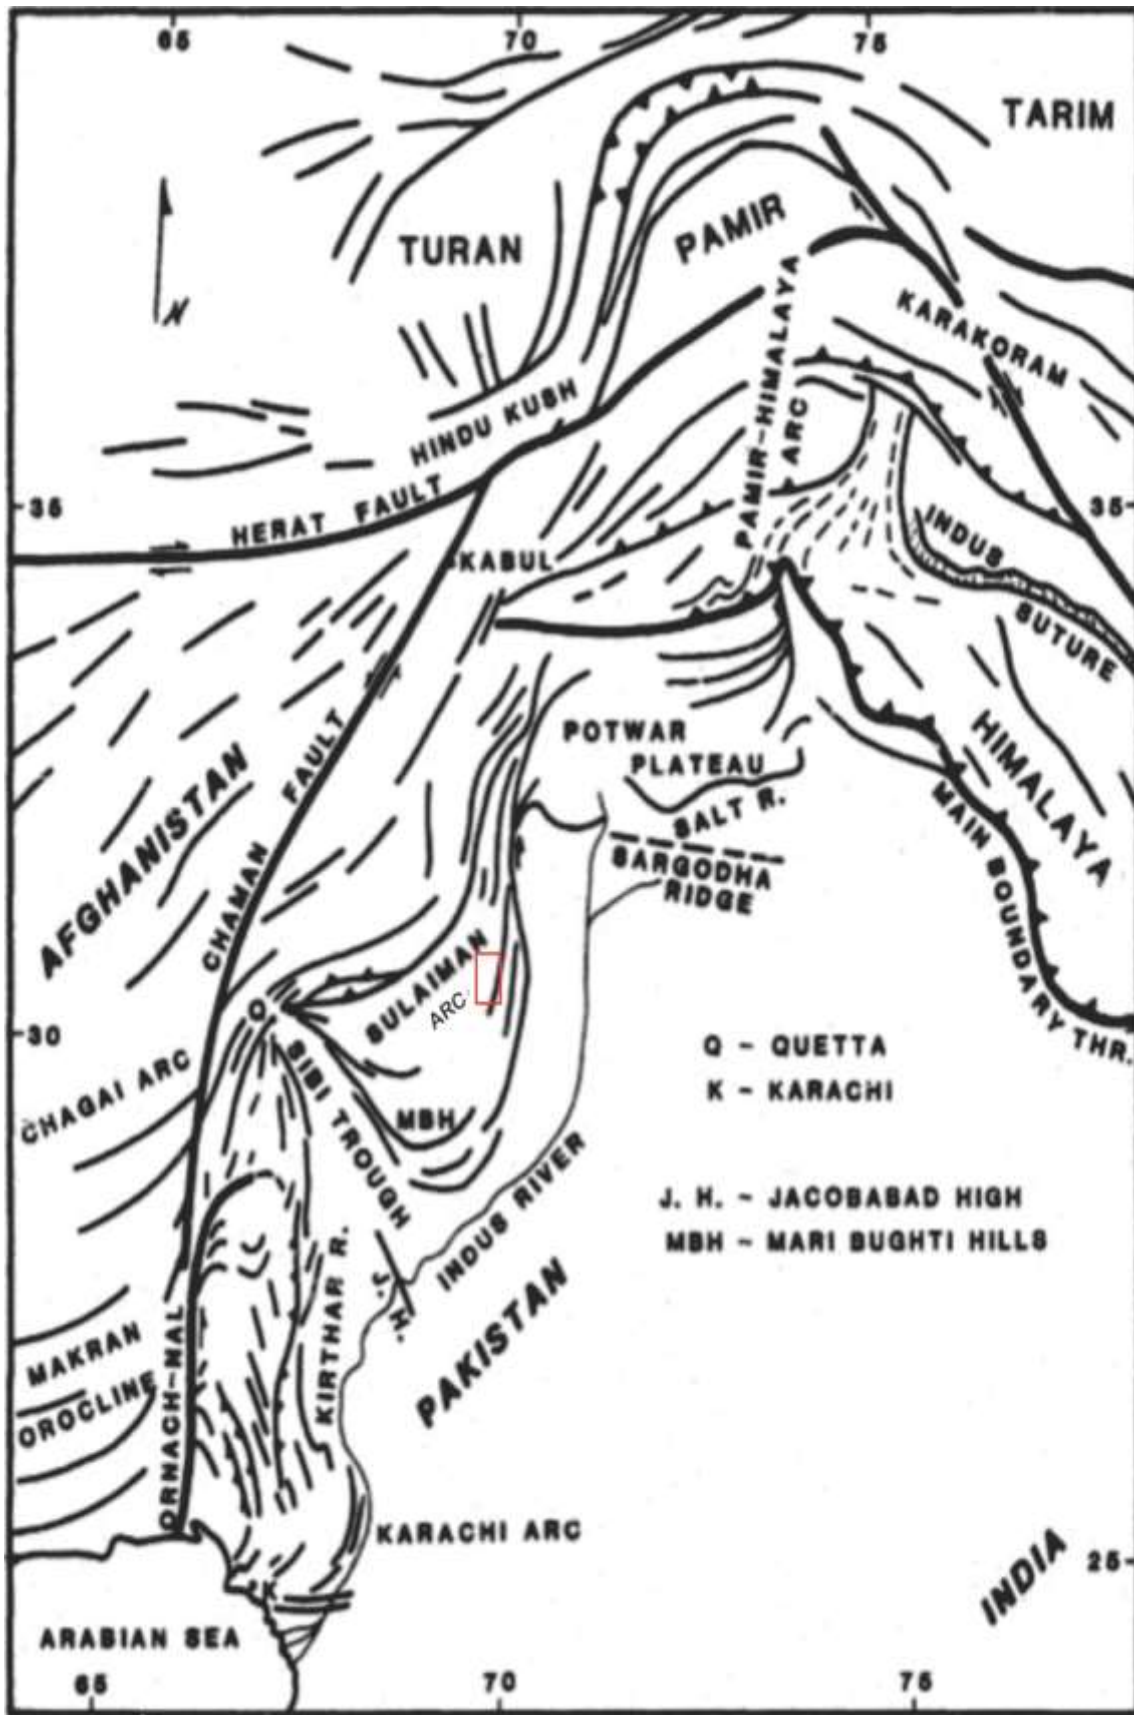 65 70 75
TARIM
TURAN
PAMIR
KARAKORAM
PAMIR-HIMALAYA
ARC
HINDU KUSH
HERAT FAULT
35 35
KABUL
INDUS
SUTURE
HIMALAYA
POTWAR
PLATEAU
SALT R.
SARGODHA
RIDGE
MAIN BOUNDARY THR.
AFGHANISTAN
CHAMAN FAULT
SULAIMAN
ARC
Q
30
SIBI TROUGH
CHAGAI ARC
MBH
Q - QUETTA
K - KARACHI
J. H. - JACOBABAD HIGH
MBH - MARI BUGHTI HILLS
INDUS RIVER
J. H.
KIRTHAR R.
PAKISTAN
MAKRAN
OROCLINE
ORNACH-NAL
KARACHI ARC
K
INDIA
25
ARABIAN SEA
65 70 75